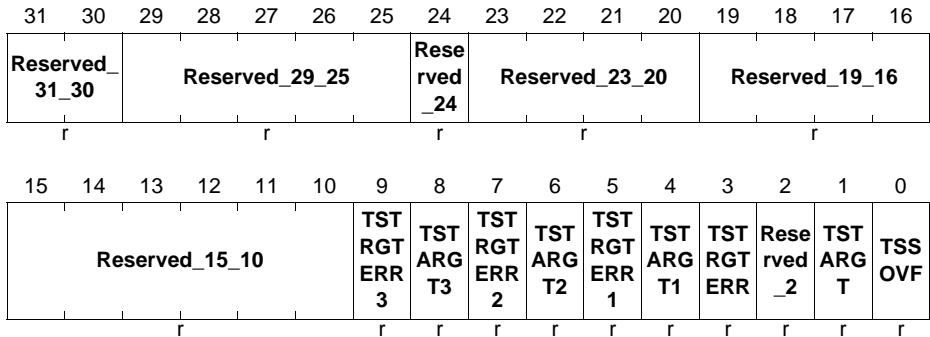 31 30 29 28 27 26 25 24 23 22 21 20 19 18 17 16
Reserved_
31_30
Reserved_29_25
Rese
rved
_24
Reserved_23_20
Reserved_19_16
r r r r r
15 14 13 12 11 10 9 8 7 6 5 4 3 2 1 0
Reserved_15_10
TST
RGT
ERR
3
TST
ARG
T3
TST
RGT
ERR
2
TST
ARG
T2
TST
RGT
ERR
1
TST
ARG
T1
TST
RGT
ERR
Rese
rved
_2
TST
ARG
T
TSS
OVF
r r r r r r r r r r r